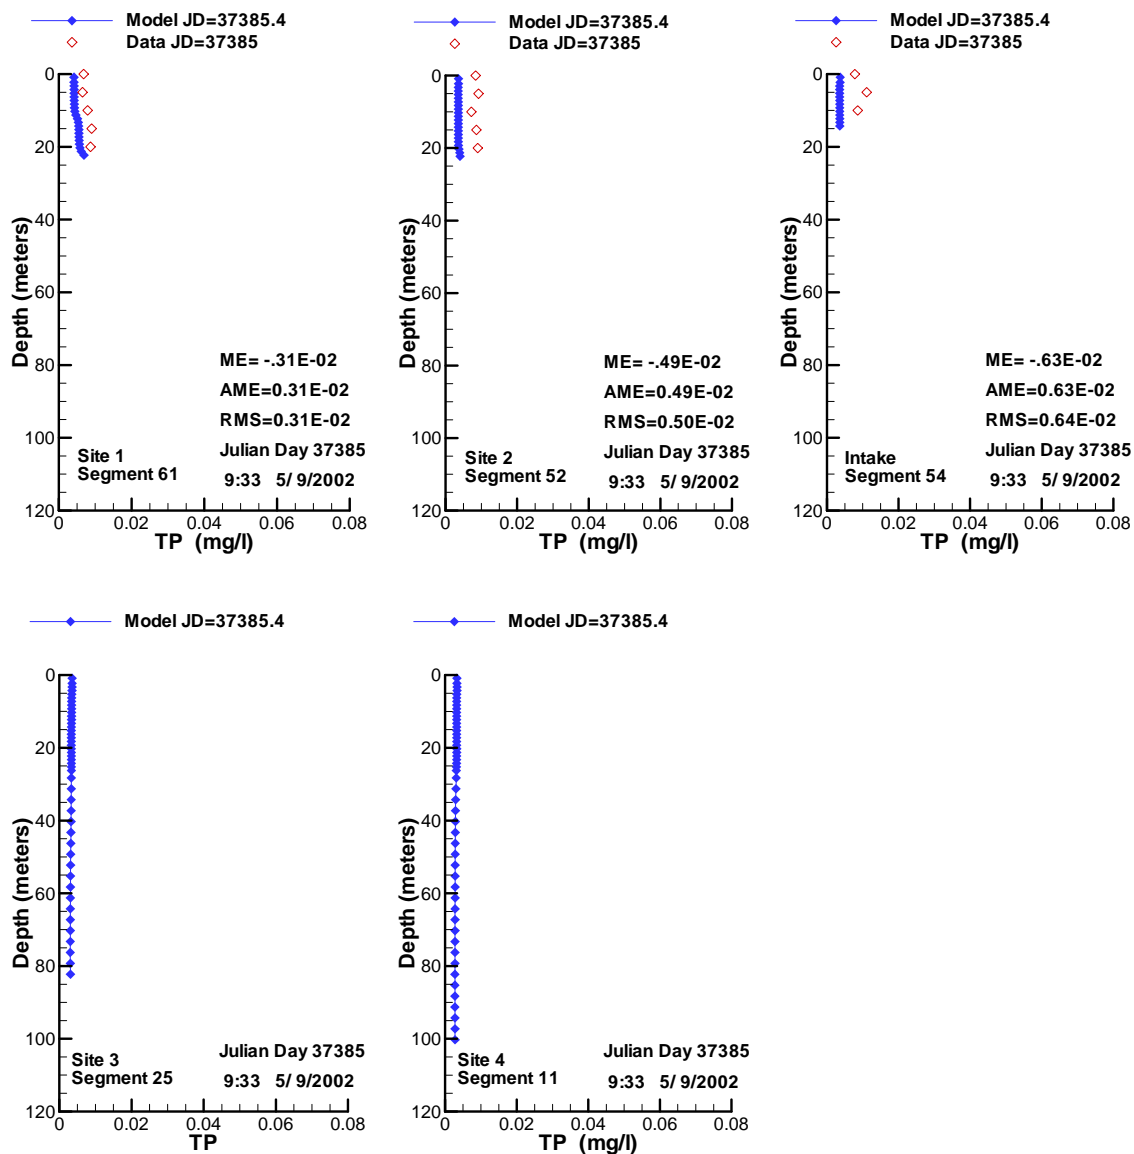 Model JD=37385.4
Data JD=37385
0
20
40
60
80
100
120
Depth (meters)
ME= -.31E-02
AME=0.31E-02
RMS=0.31E-02
Julian Day 37385
9:33 5/ 9/2002
Site 1
Segment 61
0 0.02 0.04 0.06 0.08
TP (mg/l)
Model JD=37385.4
Data JD=37385
0
20
40
60
80
100
120
Depth (meters)
ME= -.49E-02
AME=0.49E-02
RMS=0.50E-02
Julian Day 37385
9:33 5/ 9/2002
Site 2
Segment 52
0 0.02 0.04 0.06 0.08
TP (mg/l)
Model JD=37385.4
Data JD=37385
0
20
40
60
80
100
120
Depth (meters)
ME= -.63E-02
AME=0.63E-02
RMS=0.64E-02
Julian Day 37385
9:33 5/ 9/2002
Intake
Segment 54
0 0.02 0.04 0.06 0.08
TP (mg/l)
Model JD=37385.4
0
20
40
60
80
100
120
Depth (meters)
Julian Day 37385
9:33 5/ 9/2002
Site 3
Segment 25
0 0.02 0.04 0.06 0.08
TP
Model JD=37385.4
0
20
40
60
80
100
120
Depth (meters)
Julian Day 37385
9:33 5/ 9/2002
Site 4
Segment 11
0 0.02 0.04 0.06 0.08
TP (mg/l)